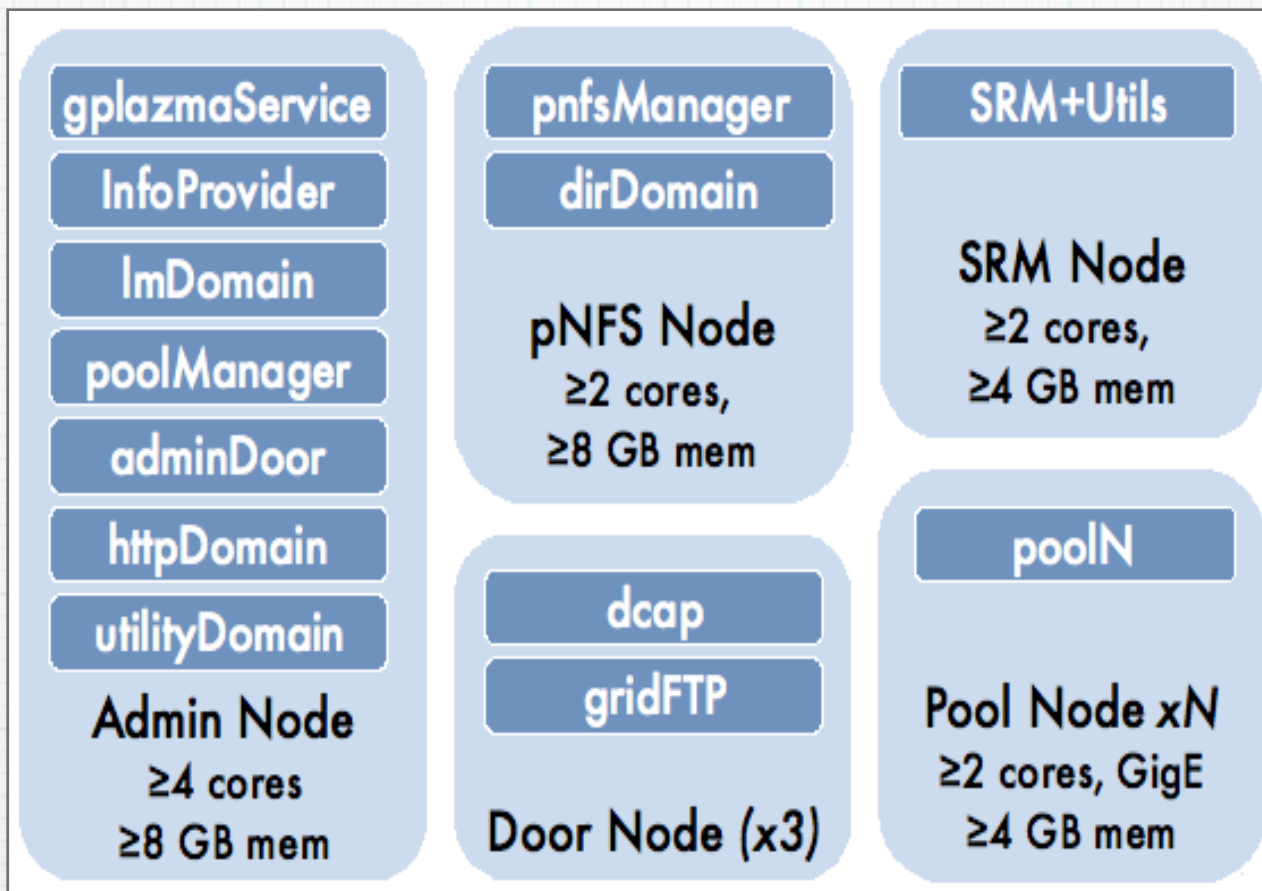 gplazmaService
InfoProvider
lmDomain
poolManager
adminDoor
httpDomain
utilityDomain
Admin Node
≥4 cores
≥8 GB mem
pnfsManager
dirDomain
pNFS Node
≥2 cores,
≥8 GB mem
dcap
gridFTP
Door Node (x3)
SRM+Utils
SRM Node
≥2 cores,
≥4 GB mem
poolN
Pool Node xN
≥2 cores, GigE
≥4 GB mem